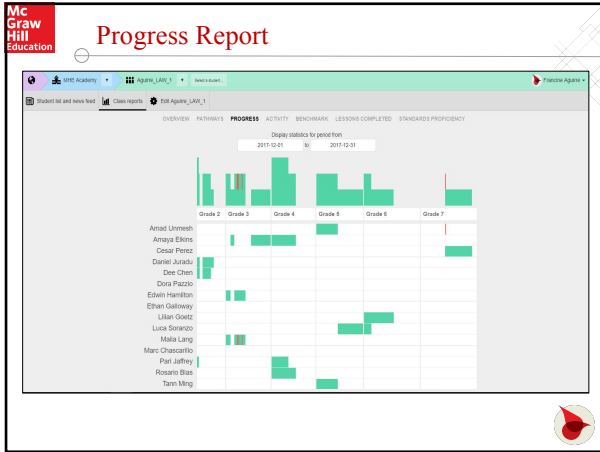 Mc
Graw
Hill
Education
Progress Report
MHE Academy Aguirre_LAW_1 Select a student... Francine Aguirre
Student list and news feed Class reports Edit Aguirre_LAW_1
OVERVIEW PATHWAYS PROGRESS ACTIVITY BENCHMARK LESSONS COMPLETED STANDARDS PROFICIENCY
Display statistics for period from
2017-12-01 to 2017-12-31
Grade 2 Grade 3 Grade 4 Grade 5 Grade 6 Grade 7
Amad Unmesh
Amaya Elkins
Cesar Perez
Daniel Juradu
Dee Chen
Dora Pazzio
Edwin Hamilton
Ethan Galloway
Lilian Goetz
Luca Soranzo
Malia Lang
Marc Chascarillo
Pari Jaffrey
Rosario Blas
Tann Ming